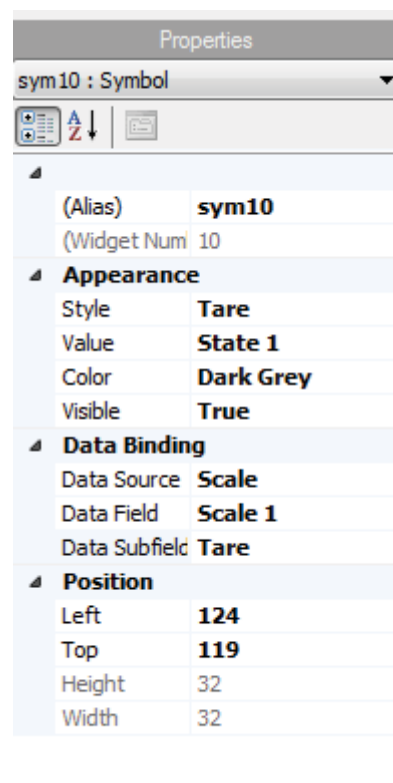 Properties
sym10 : Symbol
A
Z
(Alias) sym10
(Widget Num 10
Appearance
Style Tare
Value State 1
Color Dark Grey
Visible True
Data Binding
Data Source Scale
Data Field Scale 1
Data Subfield Tare
Position
Left 124
Top 119
Height 32
Width 32